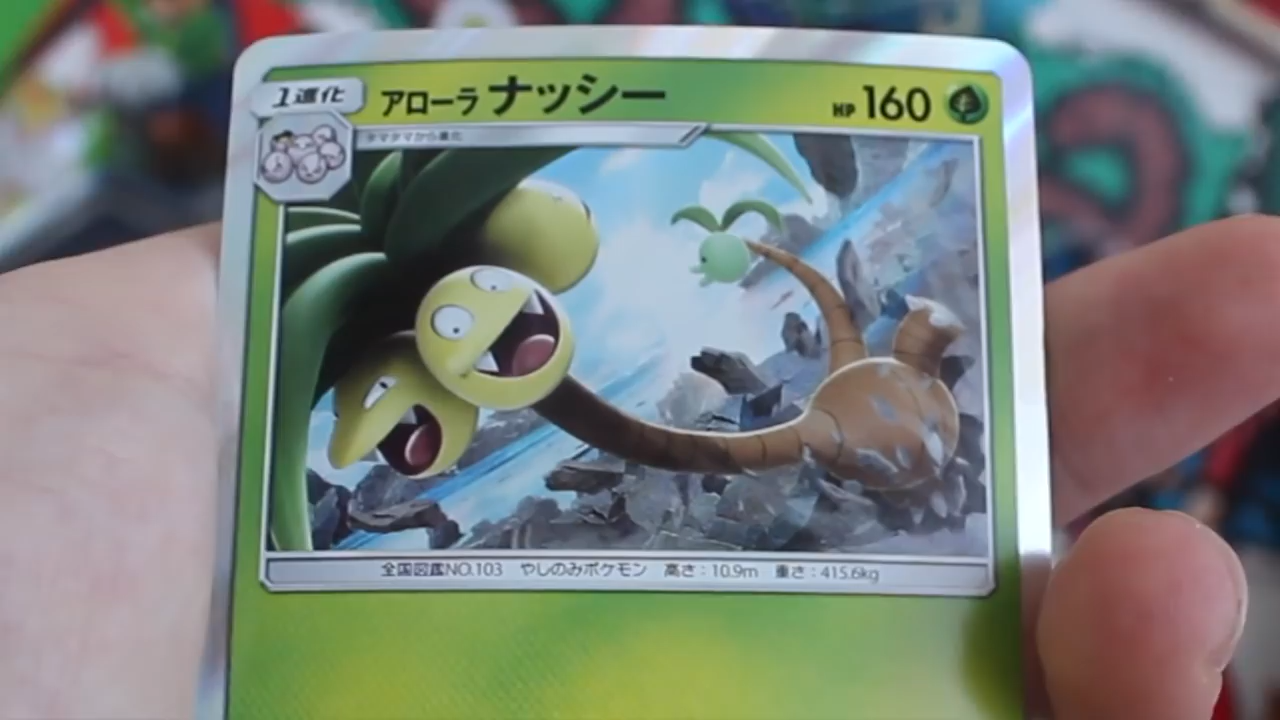 1進化
アローラ ナッシー HP 160
タマタマから進化
全国図鑑NO.103 やしのみポケモン 高さ:10.9m 重さ:415.6kg